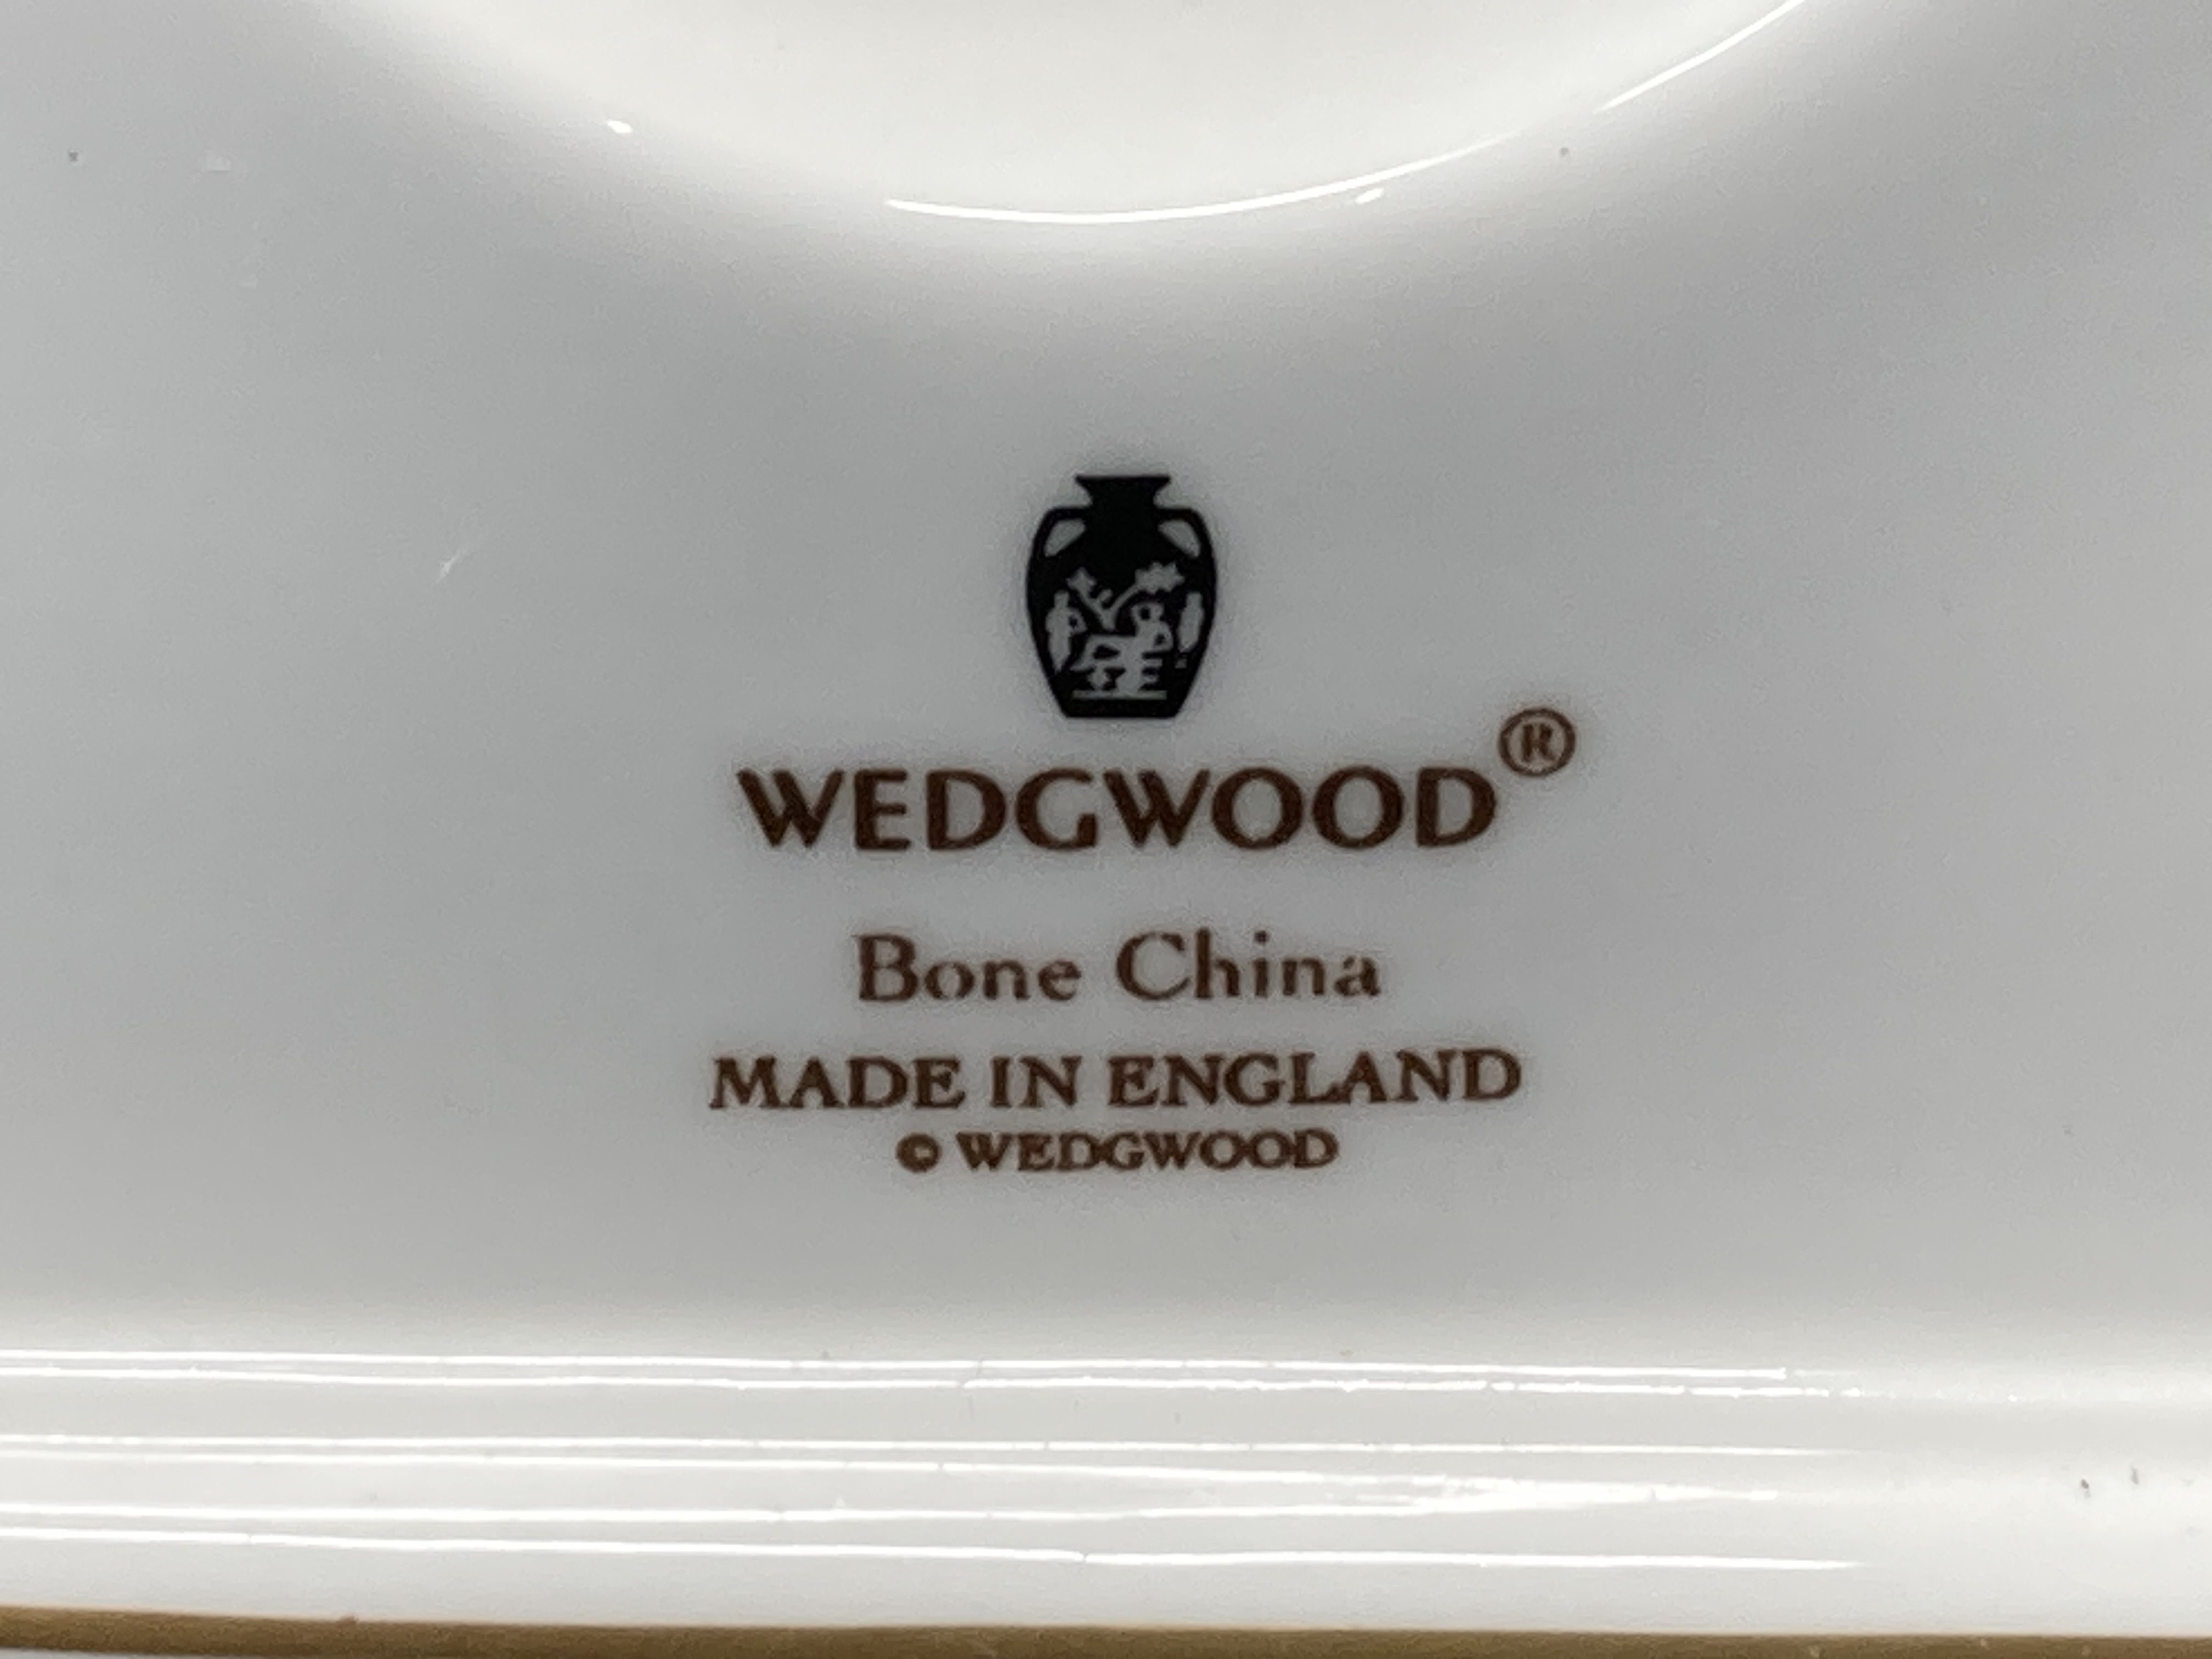 WEDGWOOD®
Bone China
MADE IN ENGLAND
© WEDGWOOD